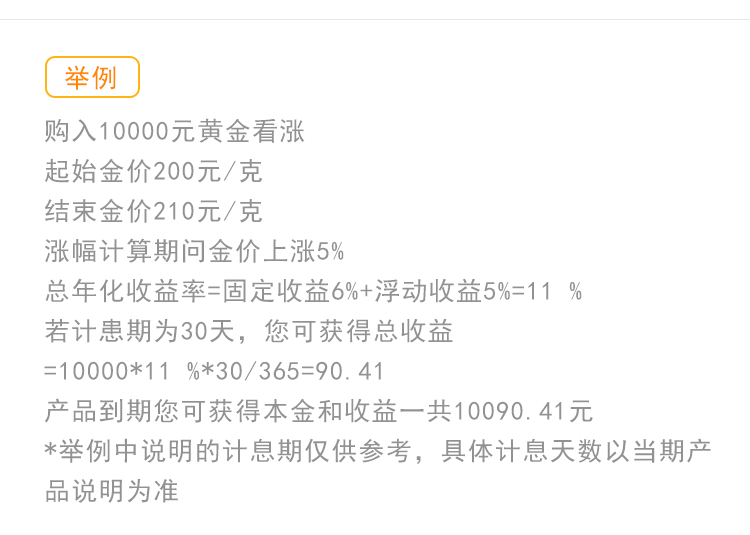 举例
购入10000元黄金看涨
起始金价200元/克
结束金价210元/克
涨幅计算期问金价上涨5%
总年化收益率=固定收益6%+浮动收益5%=11 %
若计患期为30天，您可获得总收益
=10000*11 %*30/365=90.41
产品到期您可获得本金和收益一共10090.41元
*举例中说明的计息期仅供参考，具体计息天数以当期产
品说明为准